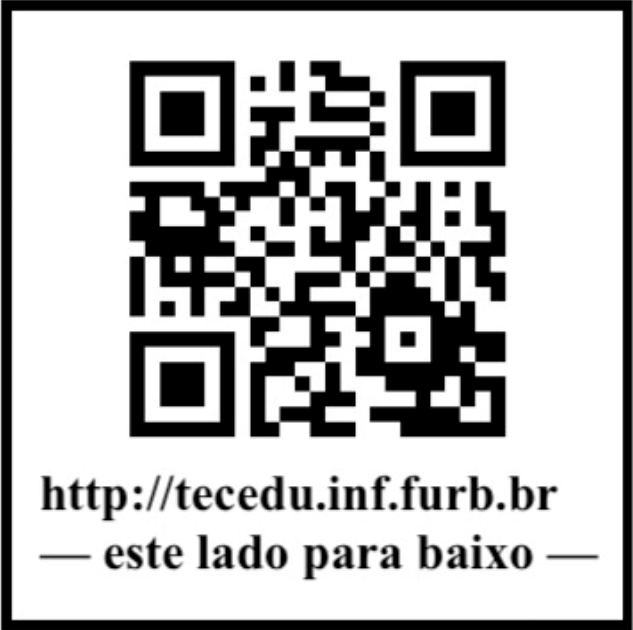 http://tecedu.inf.furb.br
— este lado para baixo —